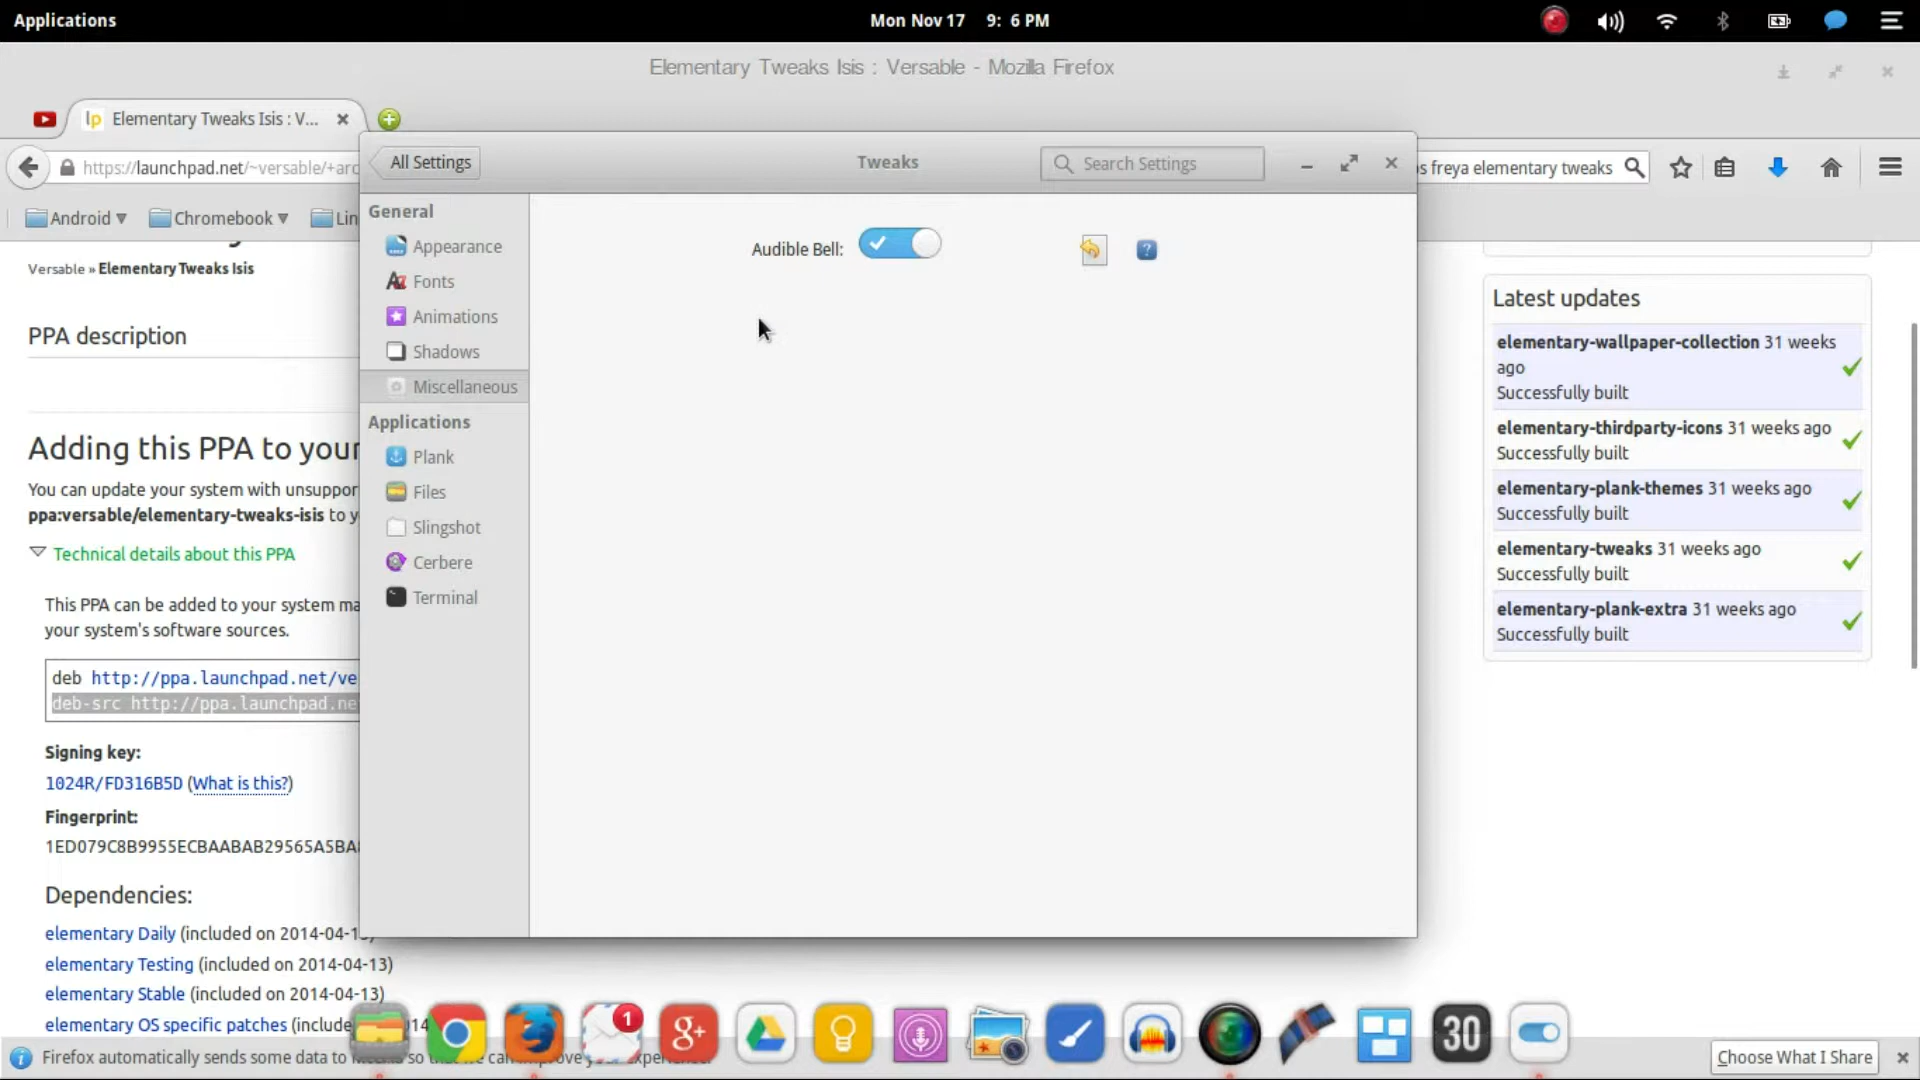 Applications
Mon Nov 17 9: 6 PM
Elementary Tweaks Isis : Versable - Mozilla Firefox
lp Elementary Tweaks Isis : V...
https://launchpad.net/~versable/+arc
s freya elementary tweaks
Android
Chromebook
Lin
All Settings
Tweaks
Search Settings
General
Appearance
Fonts
Animations
Shadows
Miscellaneous
Applications
Plank
Files
Slingshot
Cerbere
Terminal
Audible Bell:
Versable » Elementary Tweaks Isis
PPA description
Adding this PPA to your
You can update your system with unsuppor
ppa:versable/elementary-tweaks-isis to y
Technical details about this PPA
This PPA can be added to your system ma
your system's software sources.
deb http://ppa.launchpad.net/ve
deb-src http://ppa.launchpad.ne
Signing key:
1024R/FD316B5D (What is this?)
Fingerprint:
1ED079C8B9955ECBAABAB29565A5BA
Dependencies:
elementary Daily (included on 2014-04-13)
elementary Testing (included on 2014-04-13)
elementary Stable (included on 2014-04-13)
elementary OS specific patches (include
Latest updates
elementary-wallpaper-collection 31 weeks
ago
Successfully built
elementary-thirdparty-icons 31 weeks ago
Successfully built
elementary-plank-themes 31 weeks ago
Successfully built
elementary-tweaks 31 weeks ago
Successfully built
elementary-plank-extra 31 weeks ago
Successfully built
1
g+
30
Firefox automatically sends some data to so that we can improve your experience.
Choose What I Share